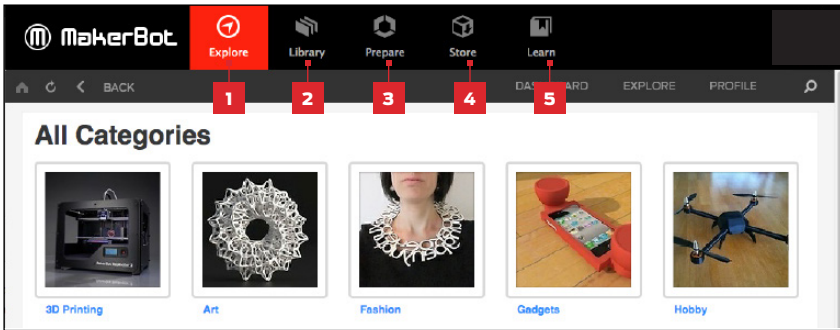 MakerBot
Explore Library Prepare Store Learn
1 2 3 4 5
BACK
EXPLORE PROFILE
All Categories
3D Printing Art Fashion Gadgets Hobby